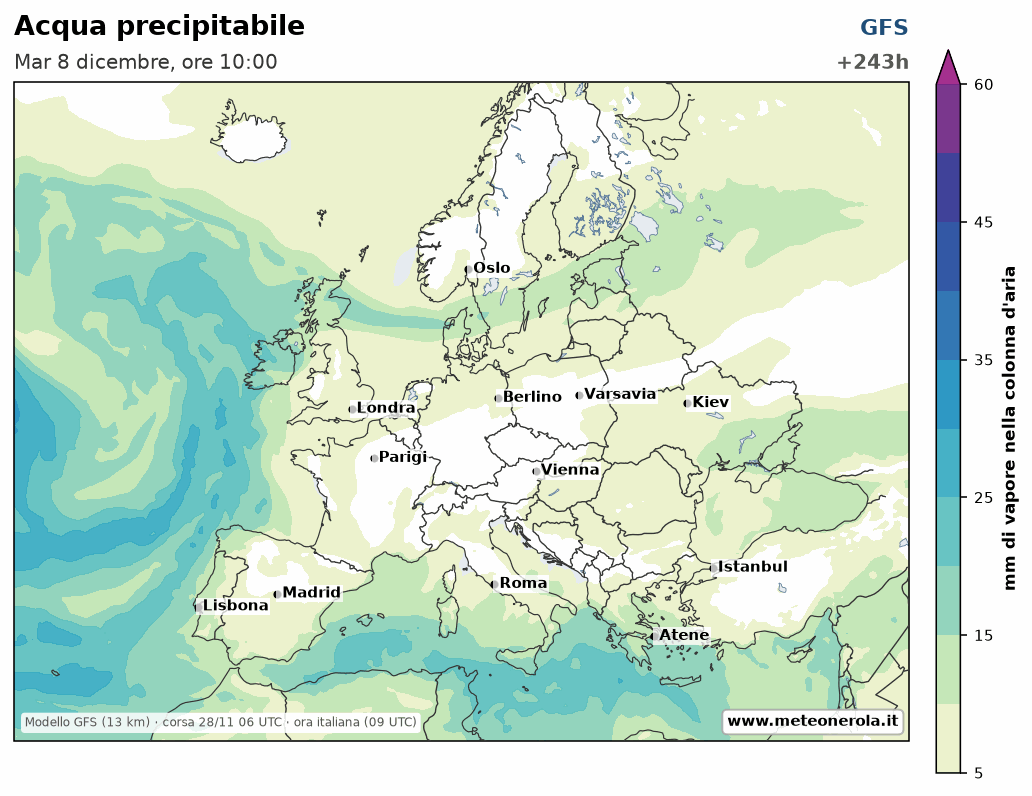 Acqua precipitabile
GFS
Mar 8 dicembre, ore 10:00
+243h
60
45
35
25
15
5
mm di vapore nella colonna d'aria
Oslo
Berlino
Varsavia
Kiev
Londra
Parigi
Vienna
Istanbul
Roma
Madrid
Lisbona
Atene
Modello GFS (13 km) · corsa 28/11 06 UTC · ora italiana (09 UTC)
www.meteonerola.it